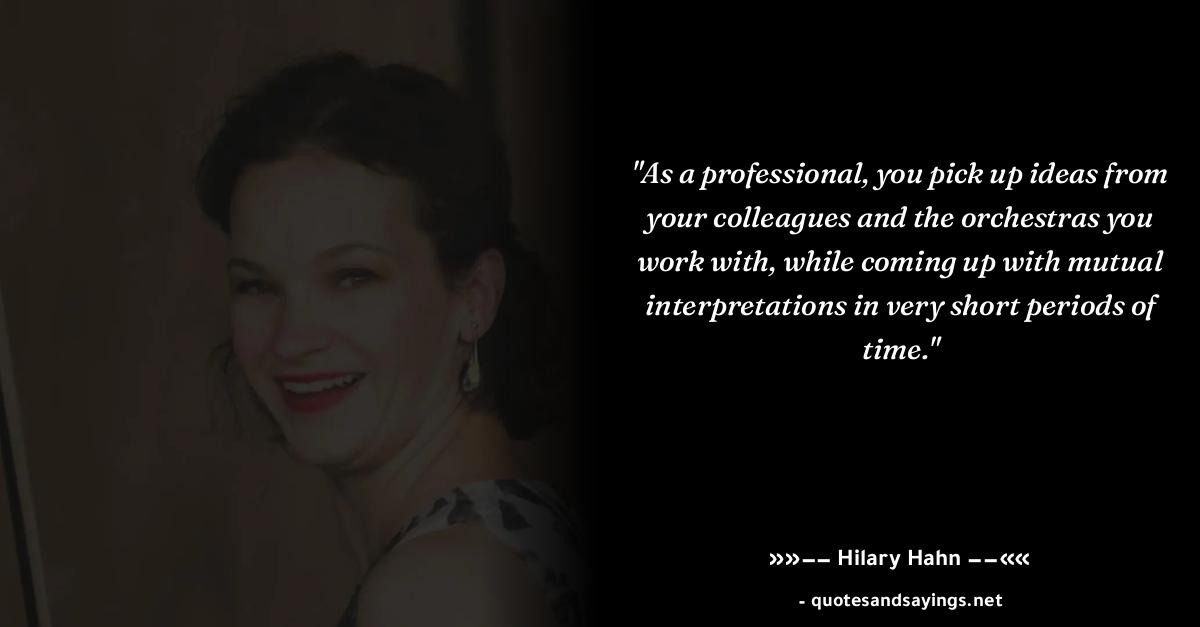 "As a professional, you pick up ideas from
your colleagues and the orchestras you
work with, while coming up with mutual
interpretations in very short periods of
time."
»»–– Hilary Hahn ––««
- quotesandsayings.net